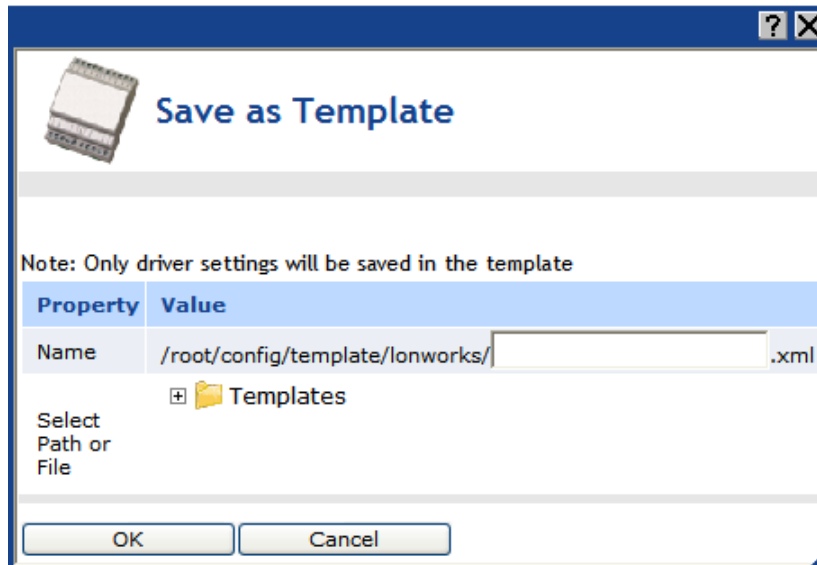 Save as Template
Note: Only driver settings will be saved in the template
Property Value
Name /root/config/template/lonworks/ .xml
Templates
Select
Path or
File
OK Cancel